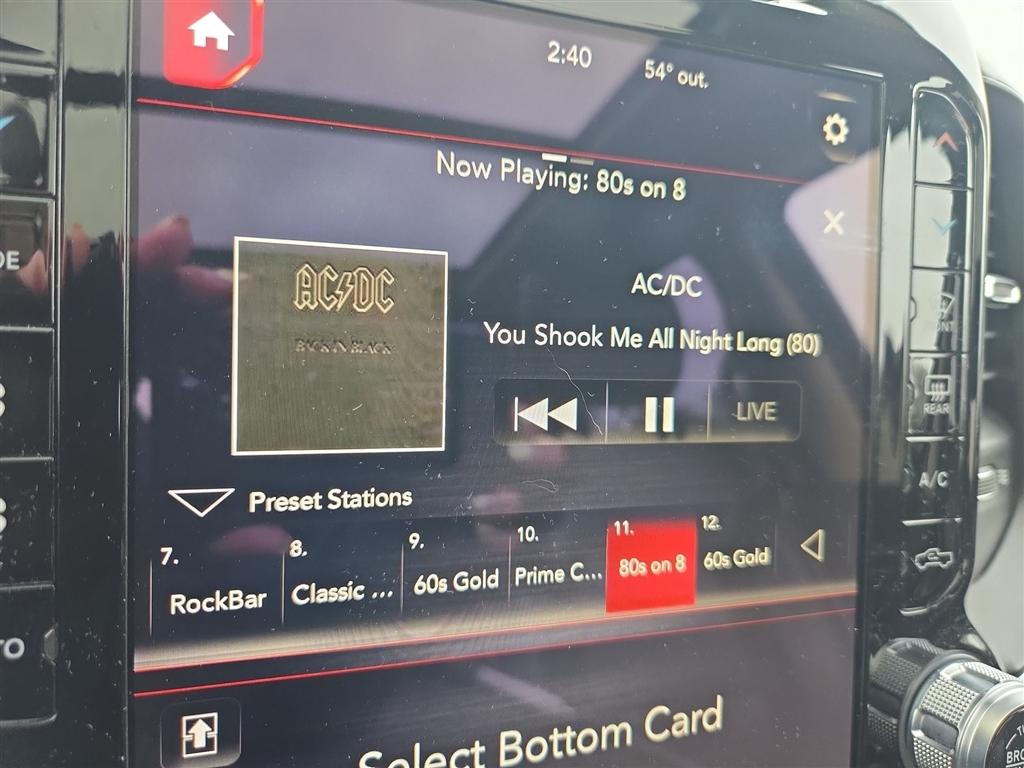 2:40
54° out.
Now Playing: 80s on 8
AC/DC
BACK IN BLACK
AC/DC
You Shook Me All Night Long (80)
LIVE
Preset Stations
7.
RockBar
8.
Classic ...
9.
60s Gold
10.
Prime C...
11.
80s on 8
12.
60s Gold
Select Bottom Card
REAR
A/C